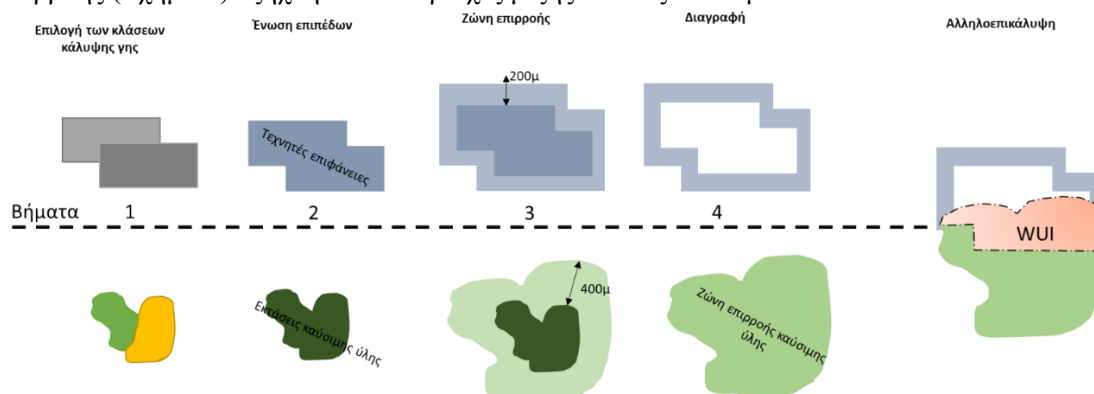 Επιλογή των κλάσεων
κάλυψης γης
Ένωση επιπέδων
Ζώνη επιρροής
Διαγραφή
Αλληλοεπικάλυψη
200μ
Τεχνητές επιφάνειες
Βήματα 1 2 3 4
WUI
400μ
Εκτάσεις καύσιμης ύλης
Ζώνη επιρροής καύσιμης
ύλης